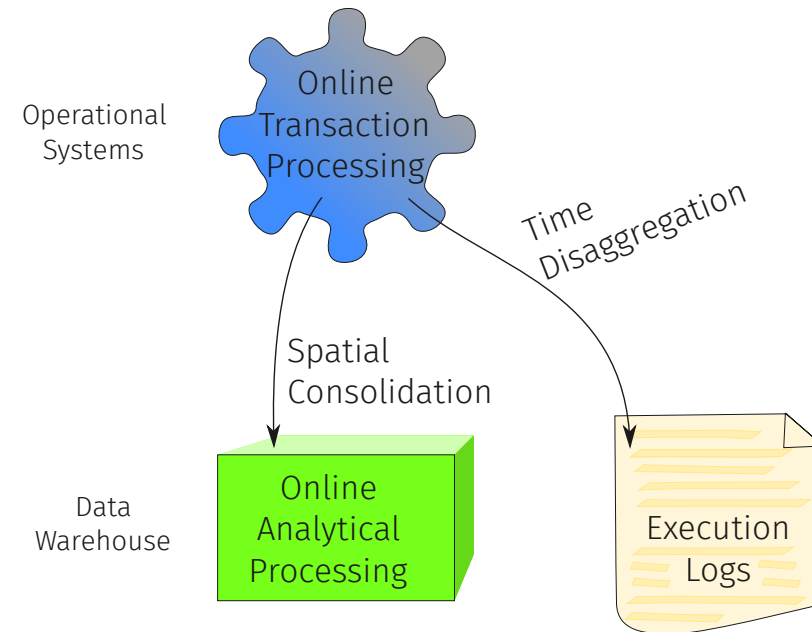 Operational
Systems
Online
Transaction
Processing
Time
Disaggregation
Spatial
Consolidation
Data
Warehouse
Online
Analytical
Processing
Execution
Logs